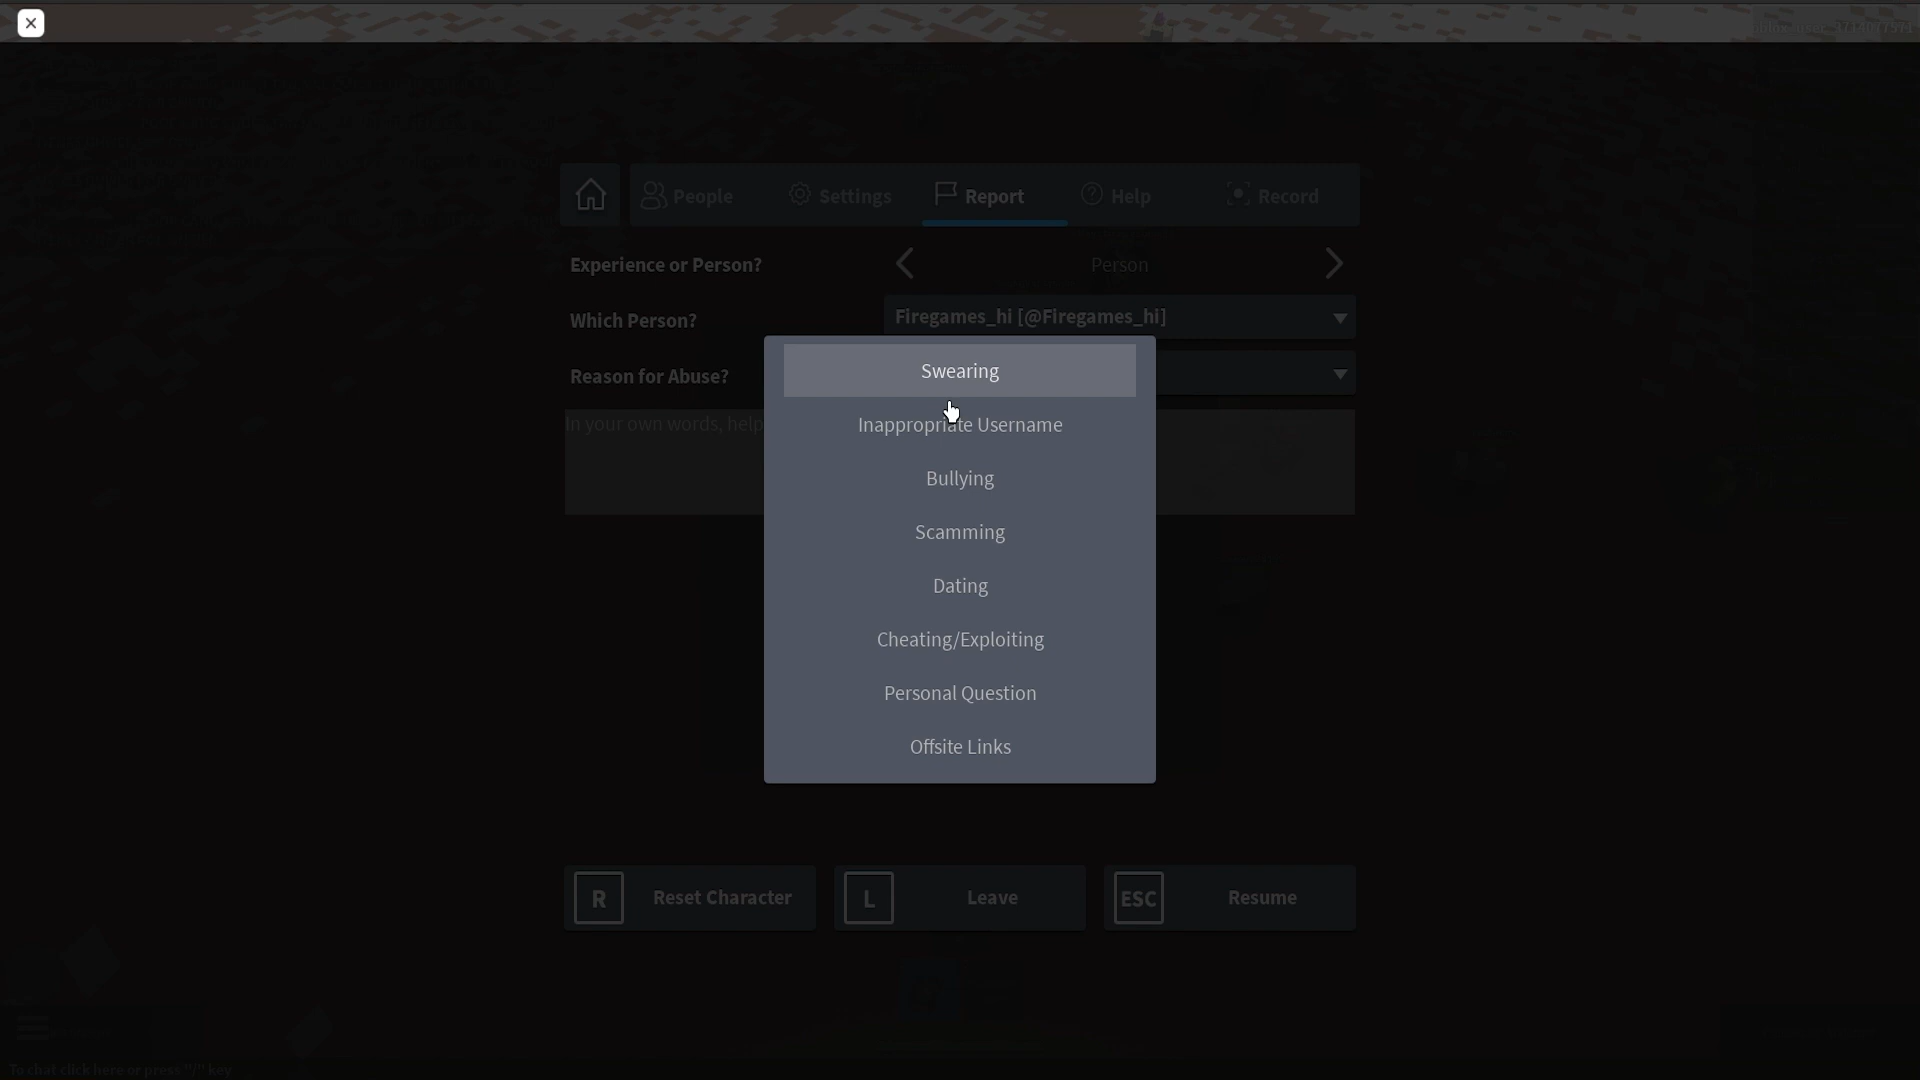 People
Settings
Report
Help
Record
Experience or Person?
Person
Which Person?
Firegames_hi [@Firegames_hi]
Reason for Abuse?
In your own words, help
Swearing
Inappropriate Username
Bullying
Scamming
Dating
Cheating/Exploiting
Personal Question
Offsite Links
R
Reset Character
L
Leave
ESC
Resume
To chat click here or press "/" key